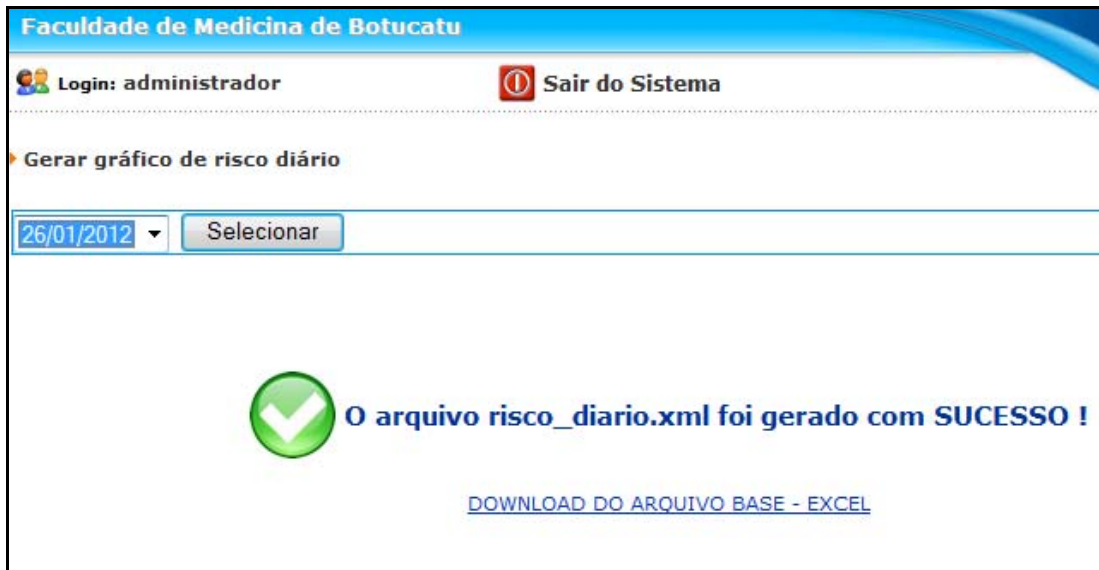 Faculdade de Medicina de Botucatu
Login: administrador Sair do Sistema
Gerar gráfico de risco diário
26/01/2012 Selecionar
O arquivo risco_diario.xml foi gerado com SUCESSO !
DOWNLOAD DO ARQUIVO BASE - EXCEL